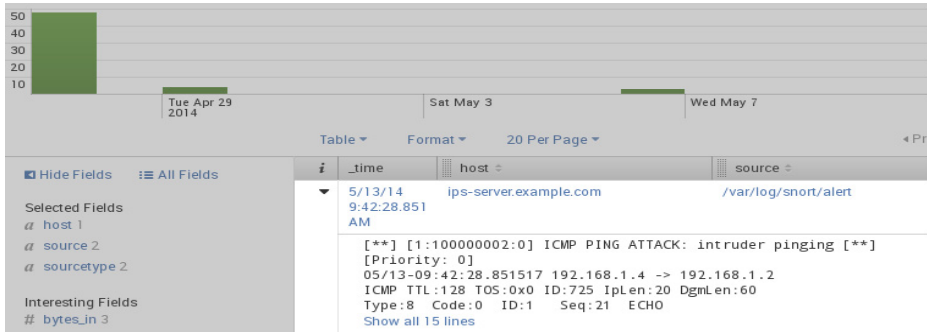 50
40
30
20
10
Tue Apr 29
2014
Sat May 3
Wed May 7
Table
Format
20 Per Page
Pr
Hide Fields
All Fields
Selected Fields
a host 1
a source 2
a sourcetype 2
Interesting Fields
# bytes_in 3
i _time host source
5/13/14
9:42:28.851
AM
ips-server.example.com
/var/log/snort/alert
[**] [1:100000002:0] ICMP PING ATTACK: intruder pinging [**]
[Priority: 0]
05/13-09:42:28.851517 192.168.1.4 -> 192.168.1.2
ICMP TTL:128 TOS:0x0 ID:725 IpLen:20 DgmLen:60
Type:8 Code:0 ID:1 Seq:21 ECHO
Show all 15 lines